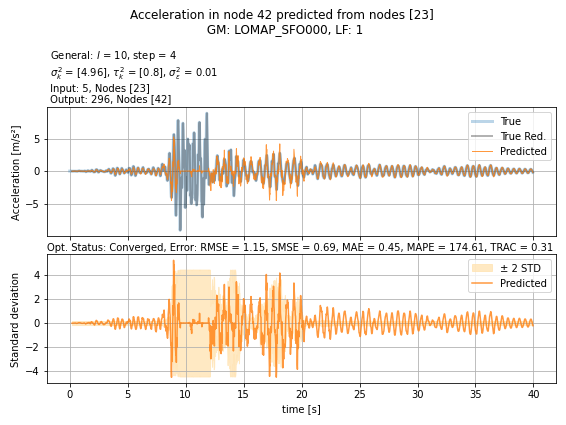 Acceleration in node 42 predicted from nodes [23]
GM: LOMAP_SFO000, LF: 1
General: l = 10, step = 4
σ²ₖ = [4.96], τ²ₖ = [0.8], σ²ε = 0.01
Input: 5, Nodes [23]
Output: 296, Nodes [42]
Acceleration [m/s²]
5
0
−5
True
True Red.
Predicted
Opt. Status: Converged, Error: RMSE = 1.15, SMSE = 0.69, MAE = 0.45, MAPE = 174.61, TRAC = 0.31
Standard deviation
4
2
0
−2
−4
± 2 STD
Predicted
0 5 10 15 20 25 30 35 40
time [s]